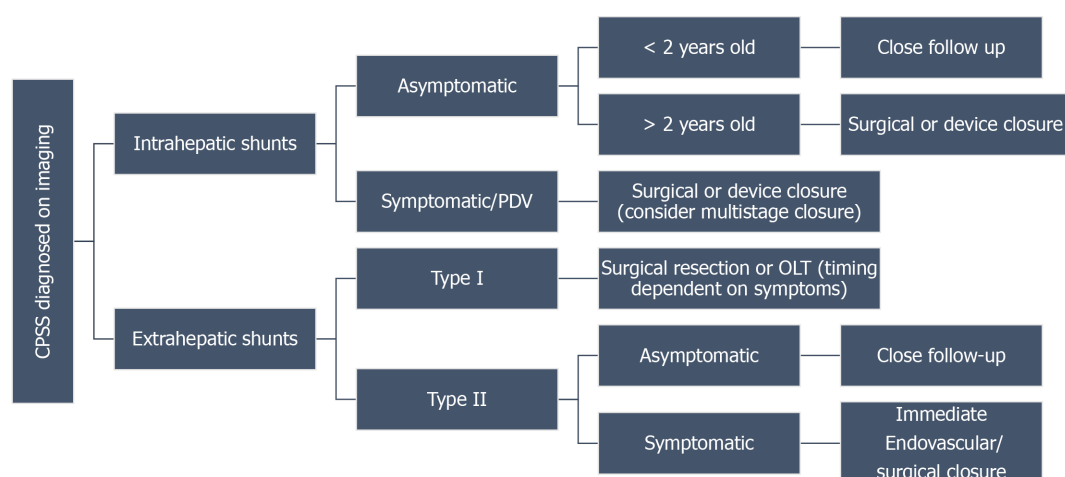 CPSS diagnosed on imaging
Intrahepatic shunts
Asymptomatic
< 2 years old
Close follow up
> 2 years old
Surgical or device closure
Symptomatic/PDV
Surgical or device closure
(consider multistage closure)
Extrahepatic shunts
Type I
Surgical resection or OLT (timing
dependent on symptoms)
Type II
Asymptomatic
Close follow-up
Symptomatic
Immediate
Endovascular/
surgical closure